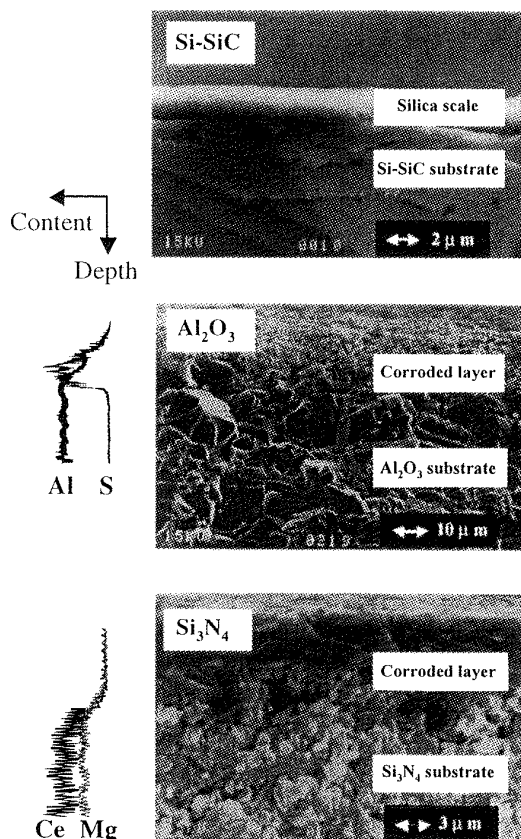 Si-SiC
Silica scale
Si-SiC substrate
Content
Depth
15KV 0010 2 μm
Al2O3
Corroded layer
Al2O3 substrate
Al S
15KV 10 μm
Si3N4
Corroded layer
Si3N4 substrate
Ce Mg
3 μm